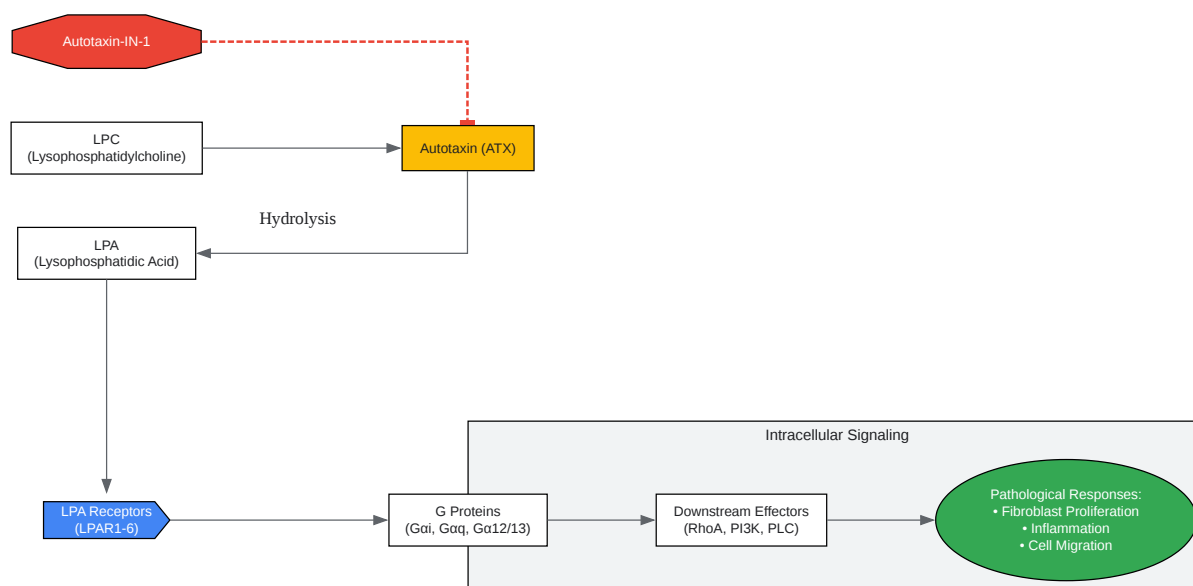 Autotaxin-IN-1
LPC
(Lysophosphatidylcholine)
Autotaxin (ATX)
Hydrolysis
LPA
(Lysophosphatidic Acid)
Intracellular Signaling
LPA Receptors
(LPAR1-6)
G Proteins
(Gαi, Gαq, Gα12/13)
Downstream Effectors
(RhoA, PI3K, PLC)
Pathological Responses:
• Fibroblast Proliferation
• Inflammation
• Cell Migration